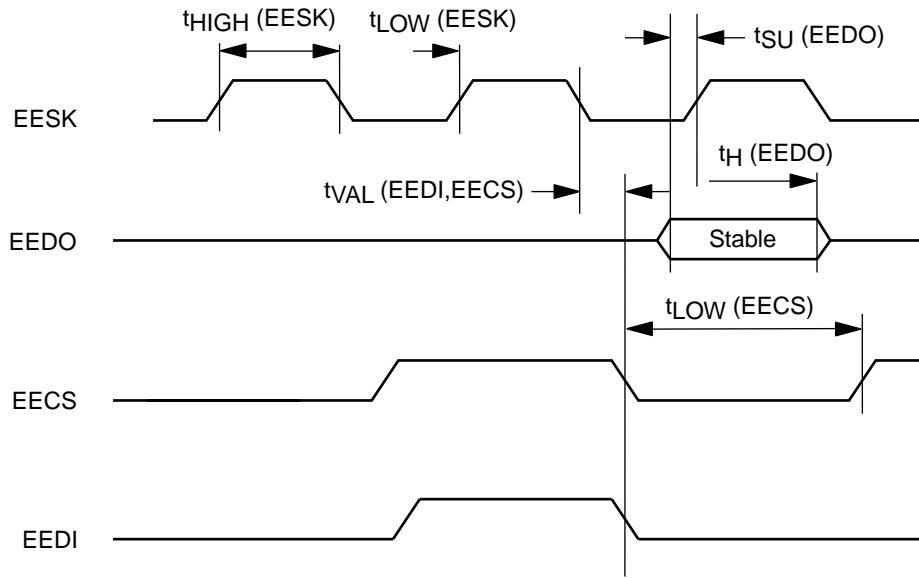 tHIGH (EESK)
tLOW (EESK)
tSU (EEDO)
EESK
tH (EEDO)
tVAL (EEDI,EECS)
EEDO
Stable
tLOW (EECS)
EECS
EEDI